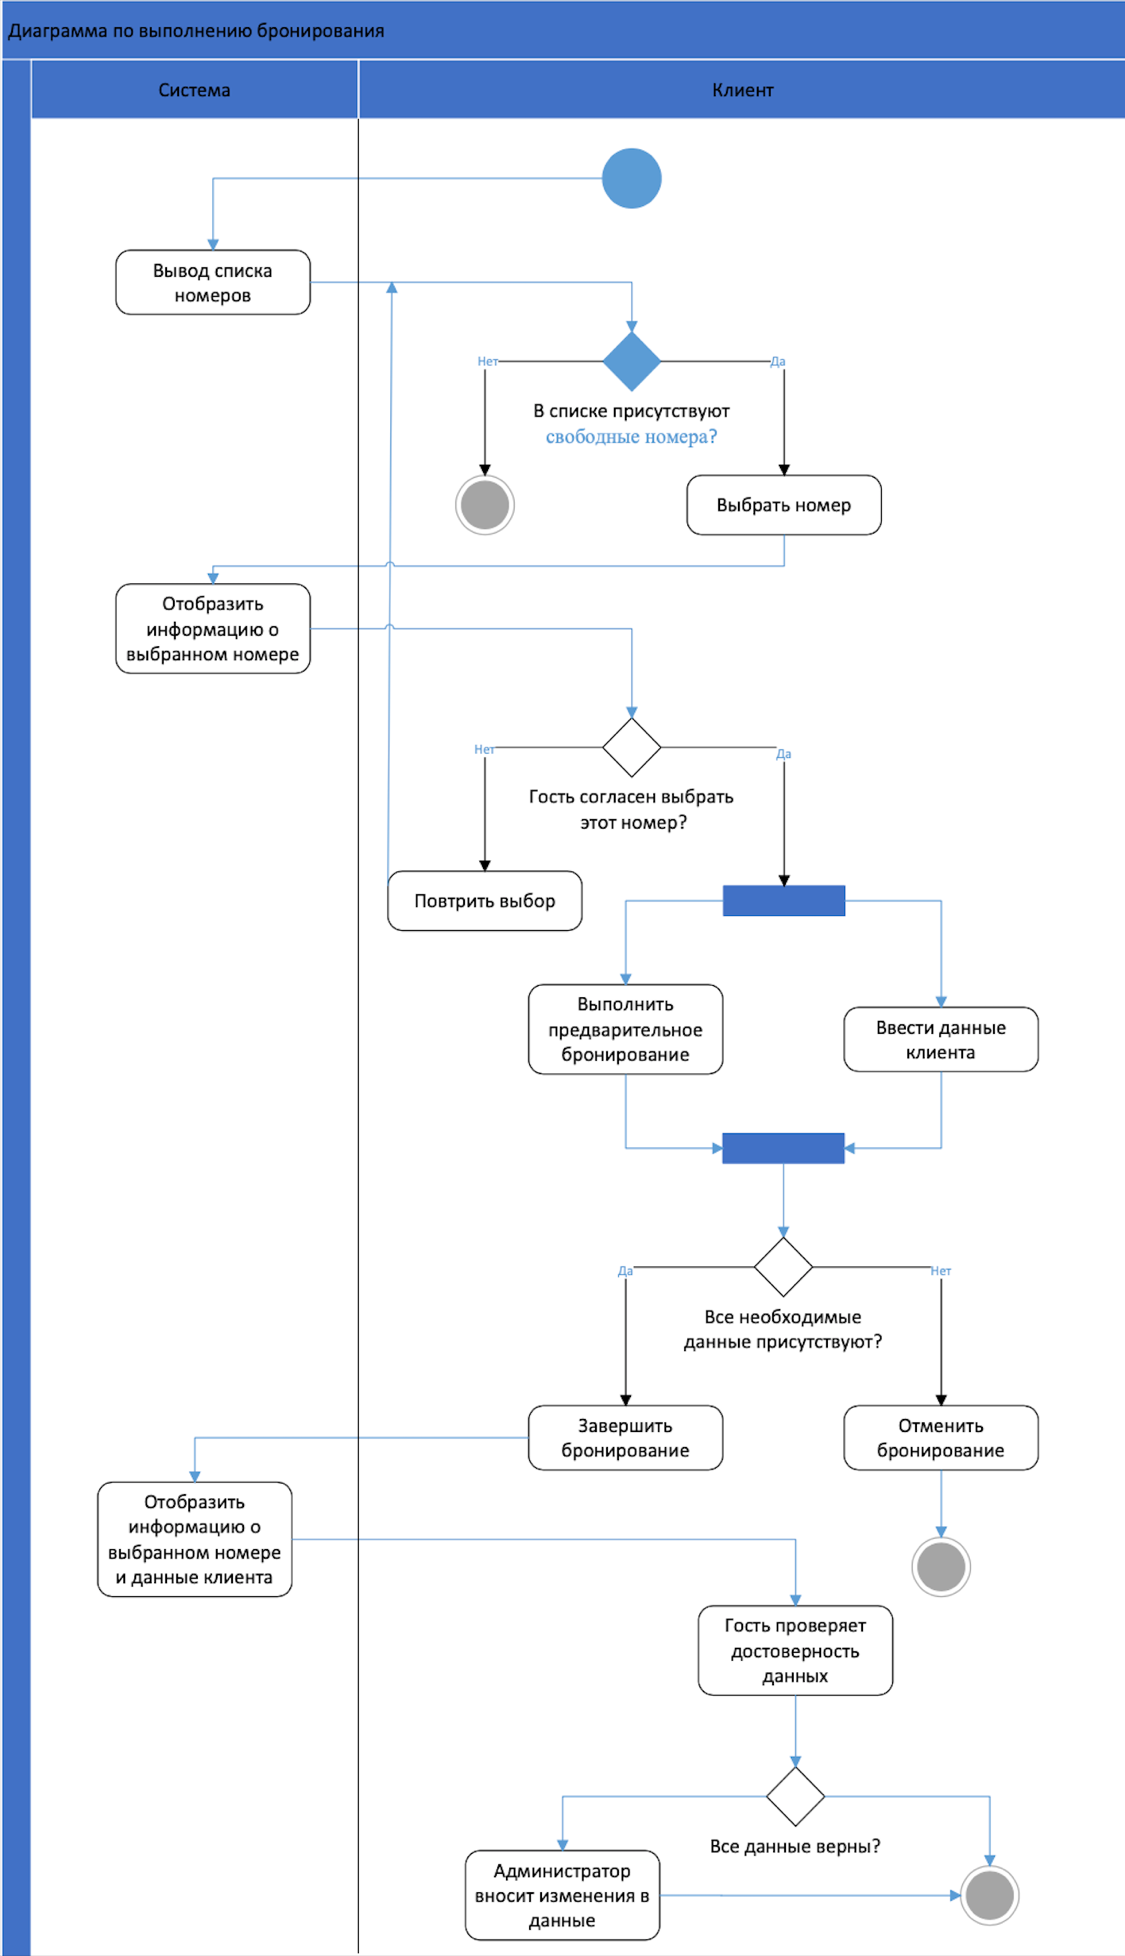 Диаграмма по выполнению бронирования
Система
Клиент
Вывод списка
номеров
Нет
Да
В списке присутствуют
свободные номера?
Выбрать номер
Отобразить
информацию о
выбранном номере
Нет
Да
Гость согласен выбрать
этот номер?
Повтрить выбор
Выполнить
предварительное
бронирование
Ввести данные
клиента
Да
Нет
Все необходимые
данные присутствуют?
Завершить
бронирование
Отменить
бронирование
Отобразить
информацию о
выбранном номере
и данные клиента
Гость проверяет
достоверность
данных
Все данные верны?
Администратор
вносит изменения в
данные